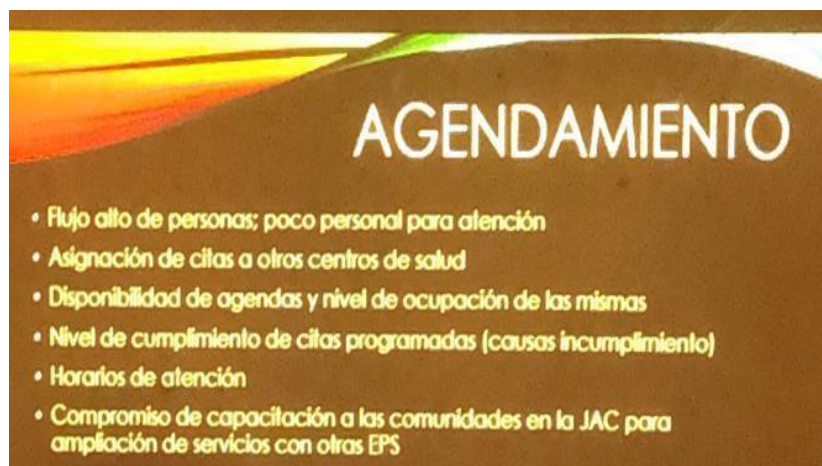 AGENDAMIENTO
• Flujo alto de personas; poco personal para atención
• Asignación de citas a otros centros de salud
• Disponibilidad de agendas y nivel de ocupación de las mismas
• Nivel de cumplimiento de citas programadas (causas incumplimiento)
• Horarios de atención
• Compromiso de capacitación a las comunidades en la JAC para
ampliación de servicios con otras EPS